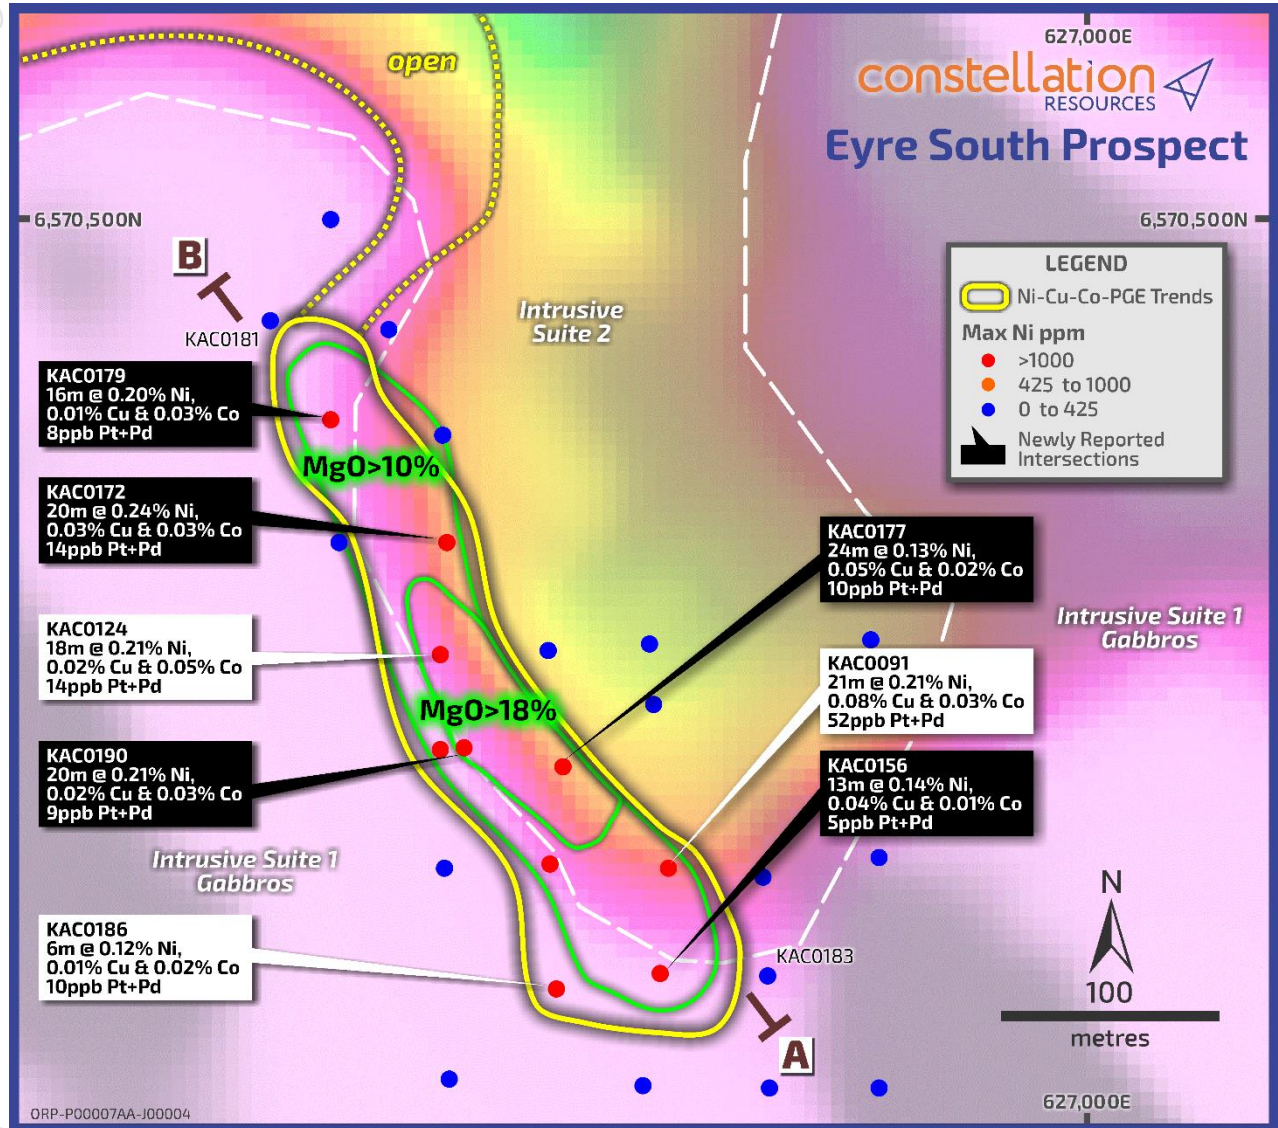 627,000E
constellation
RESOURCES
Eyre South Prospect
open
6,570,500N
6,570,500N
B
KAC0181
Intrusive
Suite 2
LEGEND
Ni-Cu-Co-PGE Trends
Max Ni ppm
>1000
425 to 1000
0 to 425
Newly Reported
Intersections
KAC0179
16m @ 0.20% Ni,
0.01% Cu & 0.03% Co
8ppb Pt+Pd
MgO>10%
KAC0172
20m @ 0.24% Ni,
0.03% Cu & 0.03% Co
14ppb Pt+Pd
KAC0177
24m @ 0.13% Ni,
0.05% Cu & 0.02% Co
10ppb Pt+Pd
Intrusive Suite 1
Gabbros
KAC0124
18m @ 0.21% Ni,
0.02% Cu & 0.05% Co
14ppb Pt+Pd
KAC0091
21m @ 0.21% Ni,
0.08% Cu & 0.03% Co
52ppb Pt+Pd
MgO>18%
KAC0190
20m @ 0.21% Ni,
0.02% Cu & 0.03% Co
9ppb Pt+Pd
KAC0156
13m @ 0.14% Ni,
0.04% Cu & 0.01% Co
5ppb Pt+Pd
Intrusive Suite 1
Gabbros
KAC0186
6m @ 0.12% Ni,
0.01% Cu & 0.02% Co
10ppb Pt+Pd
KAC0183
A
N
100
metres
627,000E
ORP-P00007AA-J00004